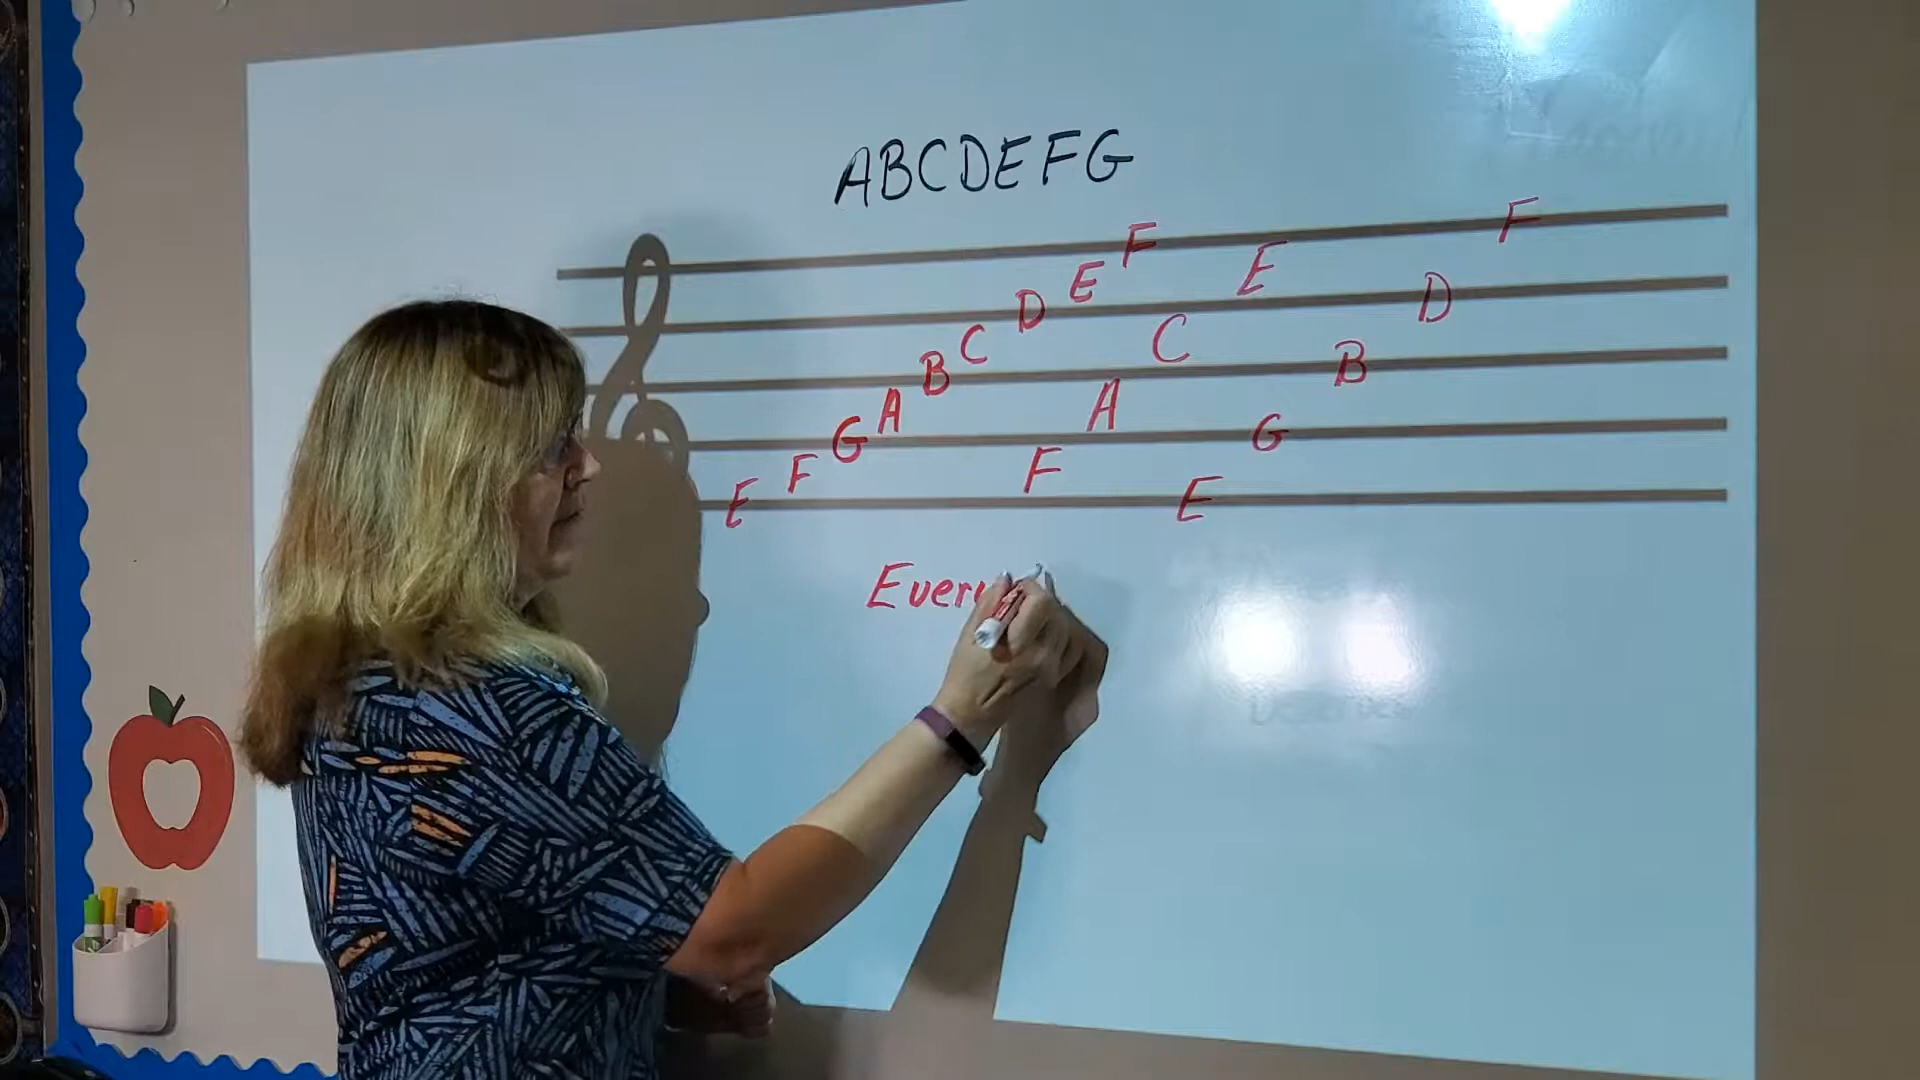 ABCDEFG
E F G A B C D E F
F A C E
E G B D F
Every